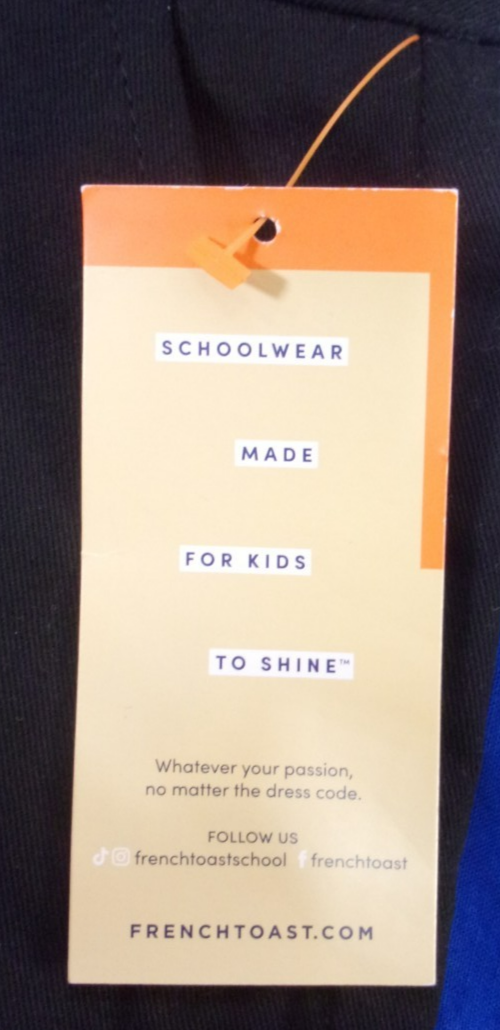 SCHOOLWEAR
MADE
FOR KIDS
TO SHINE™
Whatever your passion,
no matter the dress code.
FOLLOW US
frenchtoastschool frenchtoast
FRENCHTOAST.COM